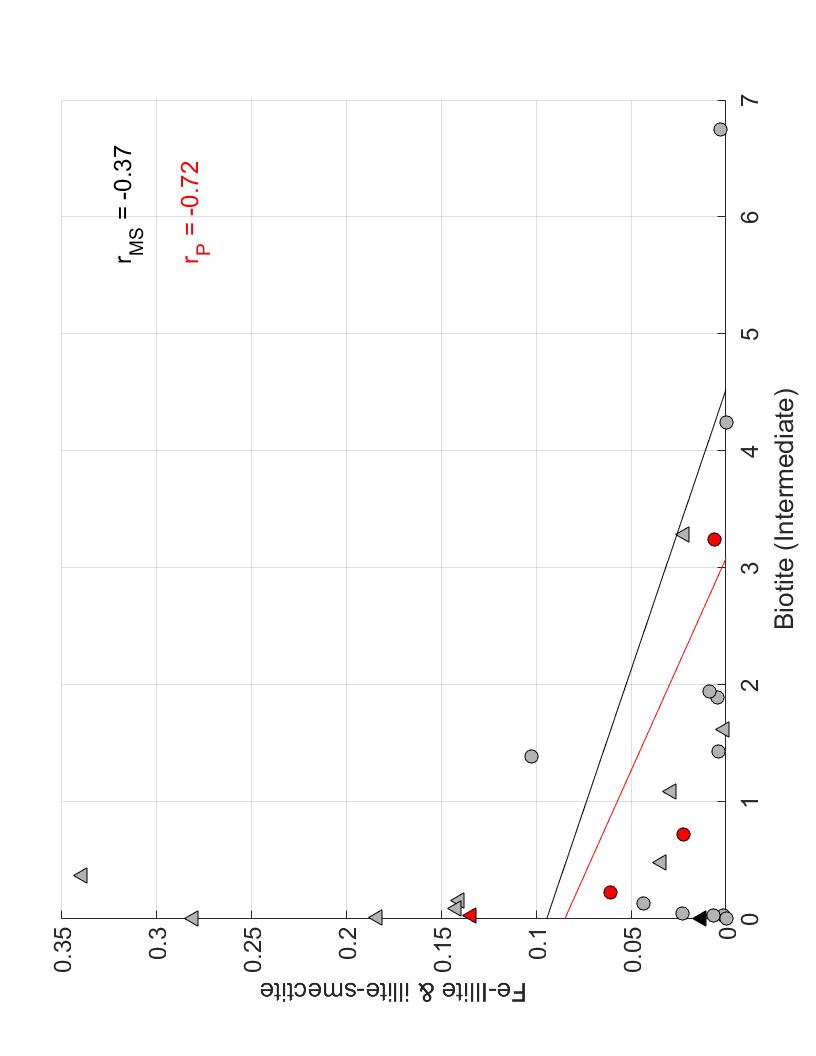 0.35
0.3
0.25
0.2
0.15
0.1
0.05
0
r_MS = -0.37
r_P = -0.72
Fe-Illite & illite-smectite
0 1 2 3 4 5 6 7
Biotite (Intermediate)